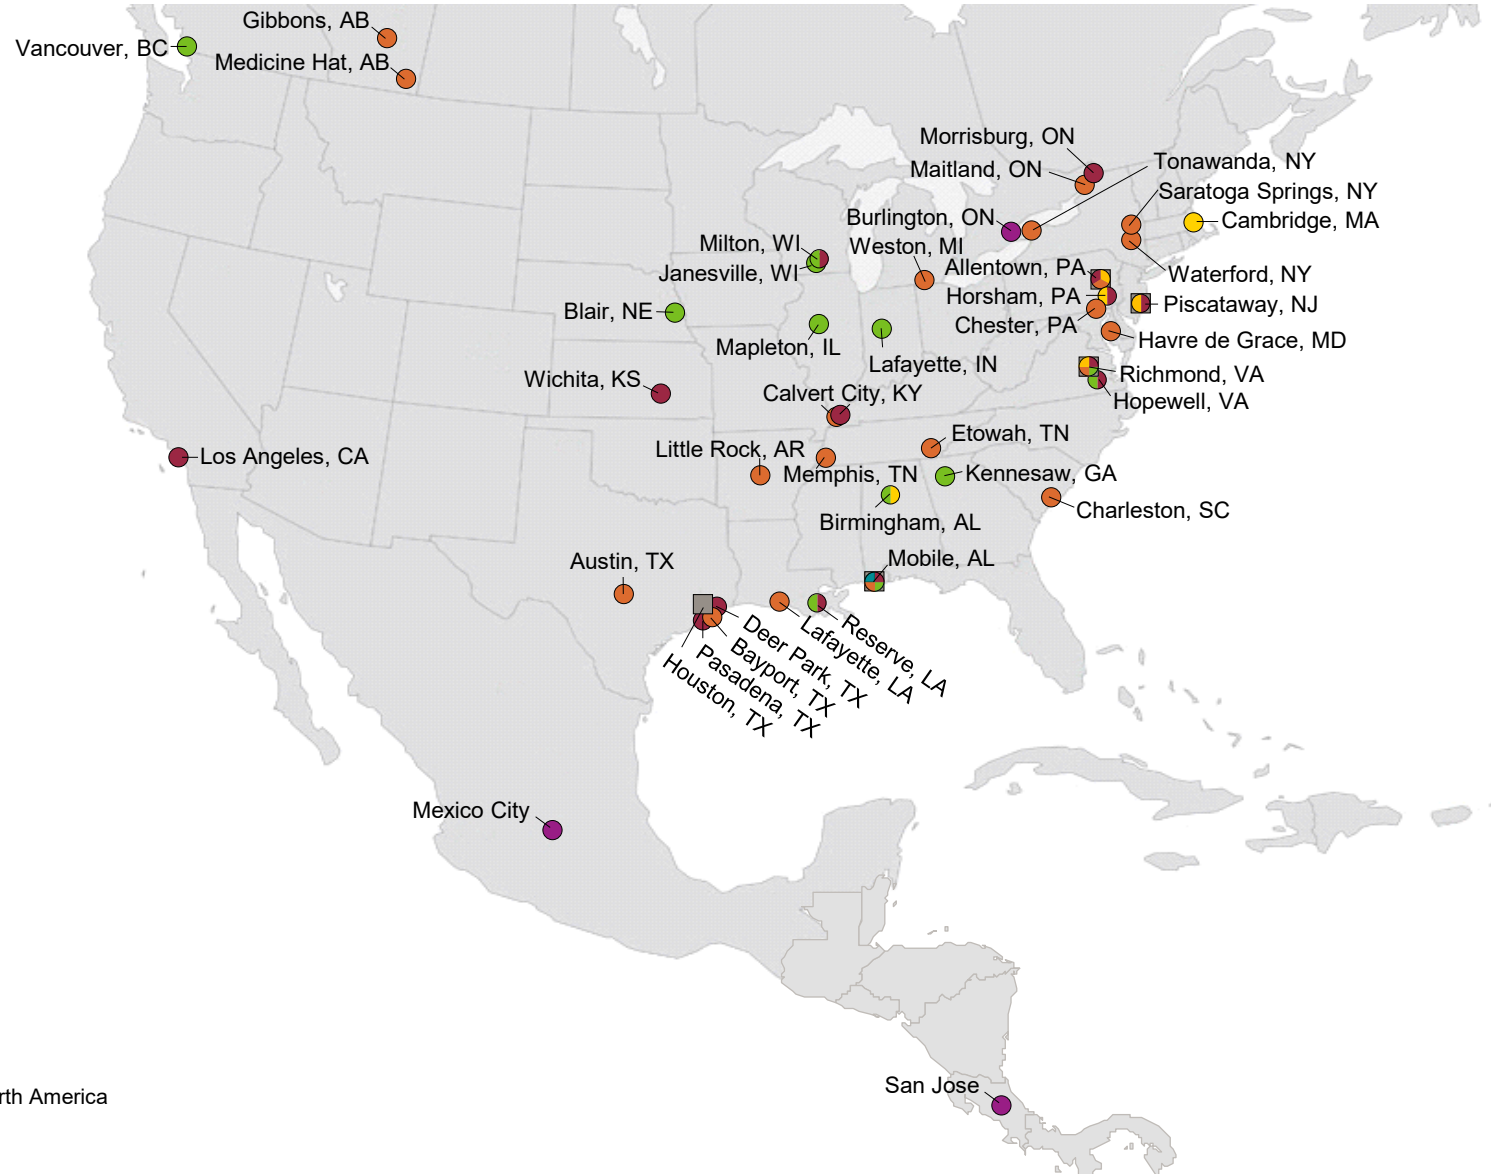 Gibbons, AB
Vancouver, BC
Medicine Hat, AB
Morrisburg, ON
Tonawanda, NY
Maitland, ON
Saratoga Springs, NY
Burlington, ON
Cambridge, MA
Milton, WI
Weston, MI
Janesville, WI
Allentown, PA
Waterford, NY
Horsham, PA
Piscataway, NJ
Blair, NE
Chester, PA
Havre de Grace, MD
Mapleton, IL
Lafayette, IN
Richmond, VA
Wichita, KS
Calvert City, KY
Hopewell, VA
Etowah, TN
Little Rock, AR
Los Angeles, CA
Memphis, TN
Kennesaw, GA
Charleston, SC
Birmingham, AL
Austin, TX
Mobile, AL
Reserve, LA
Lafayette, LA
Deer Park, TX
Bayport, TX
Pasadena, TX
Houston, TX
Mexico City
San Jose
rth America